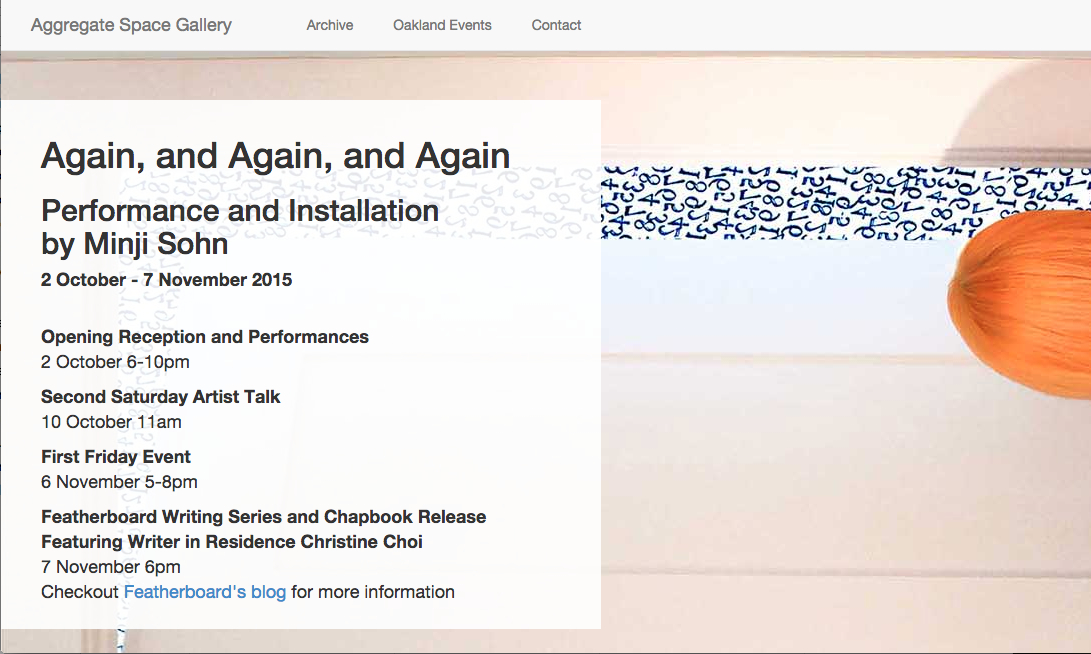 Aggregate Space Gallery Archive Oakland Events Contact
Again, and Again, and Again
Performance and Installation
by Minji Sohn
2 October - 7 November 2015
Opening Reception and Performances
2 October 6-10pm
Second Saturday Artist Talk
10 October 11am
First Friday Event
6 November 5-8pm
Featherboard Writing Series and Chapbook Release
Featuring Writer in Residence Christine Choi
7 November 6pm
Checkout Featherboard's blog for more information